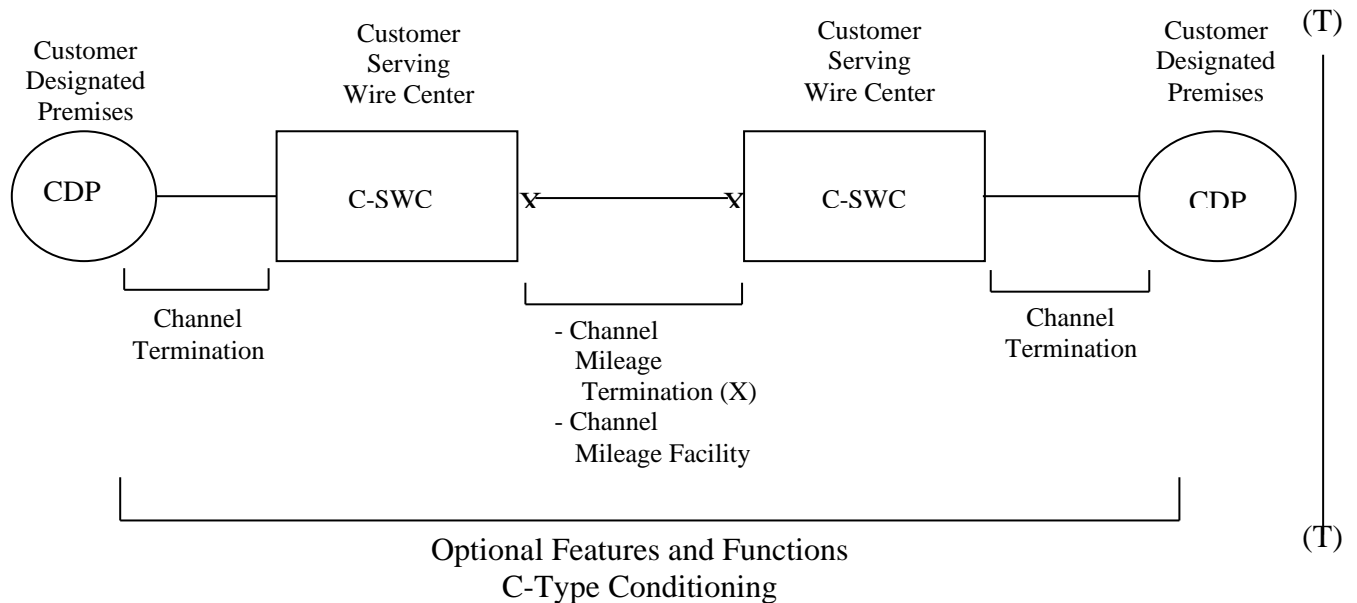 Customer
Designated
Premises
Customer
Serving
Wire Center
Customer
Serving
Wire Center
Customer
Designated
Premises
(T)
CDP
C-SWC
X
X
C-SWC
CDP
Channel
Termination
- Channel
Mileage
Termination (X)
- Channel
Mileage Facility
Channel
Termination
(T)
Optional Features and Functions
C-Type Conditioning